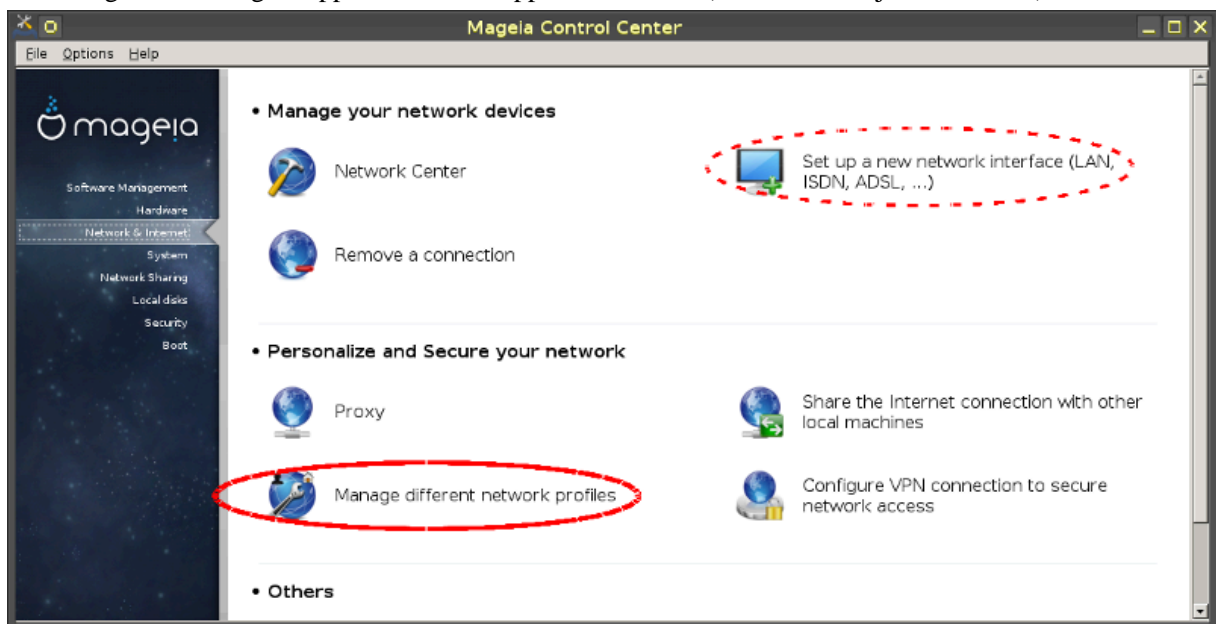 Mageia Control Center
File Options Help
mageia
Software Management
Hardware
Network & Internet
System
Network Sharing
Local disks
Security
Boot
• Manage your network devices
Network Center
Set up a new network interface (LAN,
ISDN, ADSL, ...)
Remove a connection
• Personalize and Secure your network
Proxy
Share the Internet connection with other
local machines
Manage different network profiles
Configure VPN connection to secure
network access
• Others